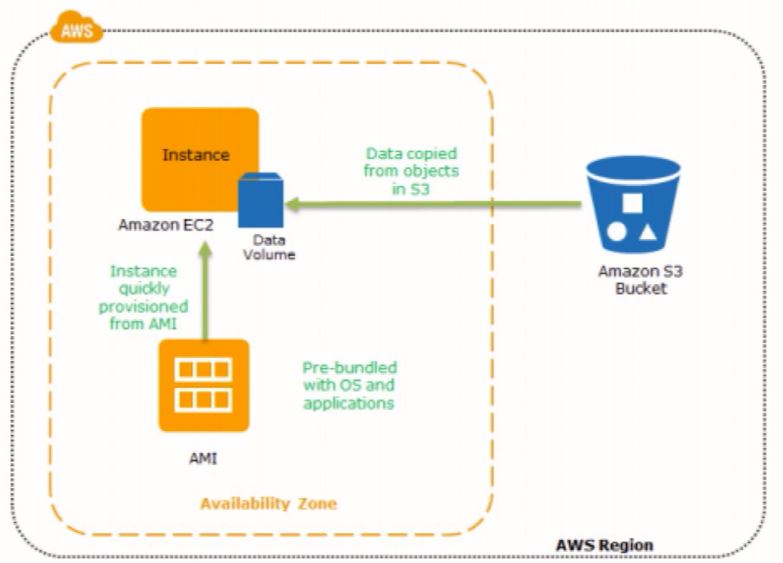 AWS
Instance
Amazon EC2
Data
Volume
Data copied
from objects
in S3
Amazon S3
Bucket
Instance
quickly
provisioned
from AMI
Pre-bundled
with OS and
applications
AMI
Availability Zone
AWS Region